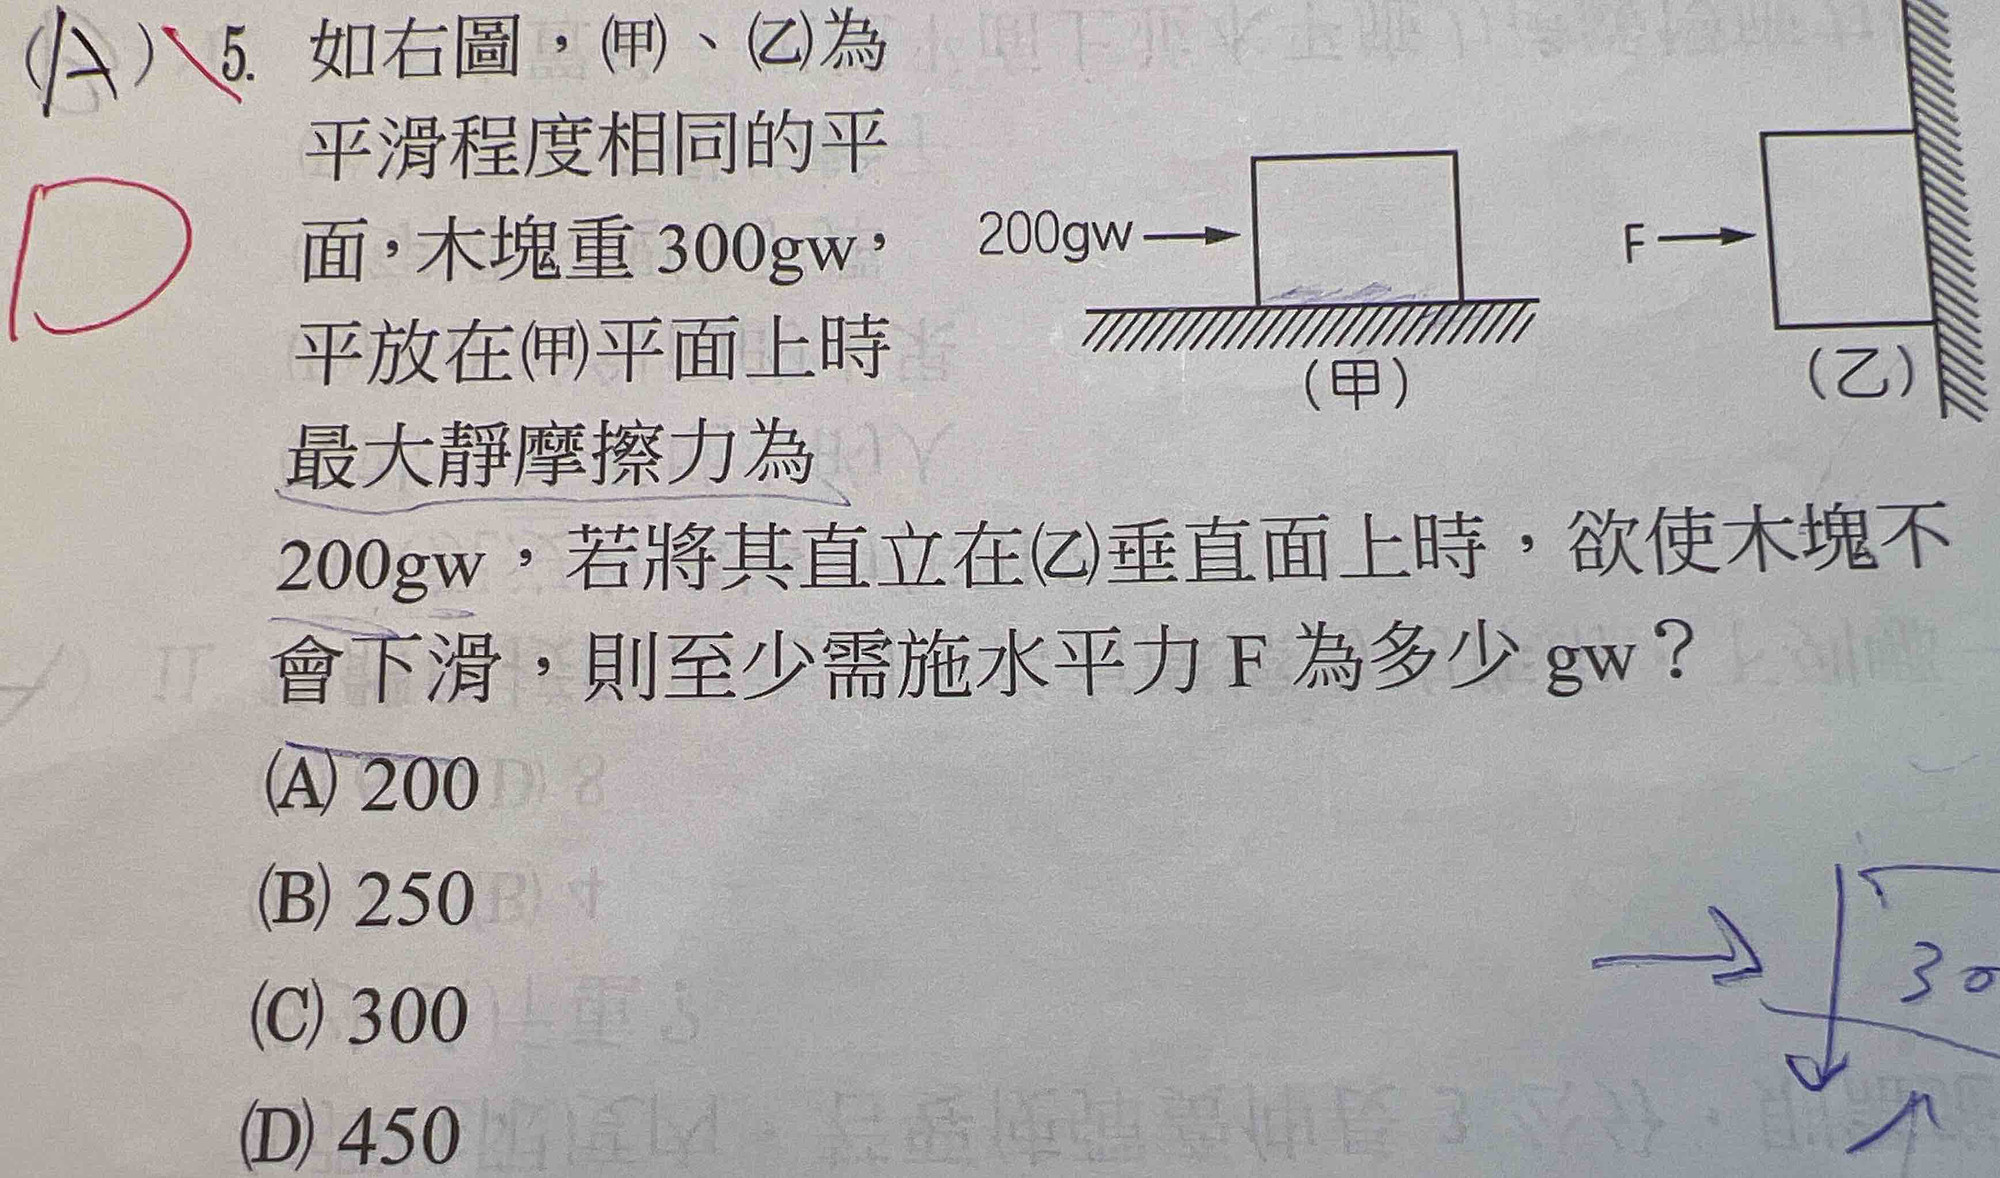 (A) 5. 如右圖，㈙、㈚為
平滑程度相同的平
面，木塊重 300gw，
平放在(甲)平面上時
最大靜摩擦力為
200gw，若將其直立在(乙)垂直面上時，欲使木塊不
會下滑，則至少需施水平力 F 為多少 gw？
(A) 200
(B) 250
(C) 300
(D) 450
D
200gw
(甲)
F
(乙)
30